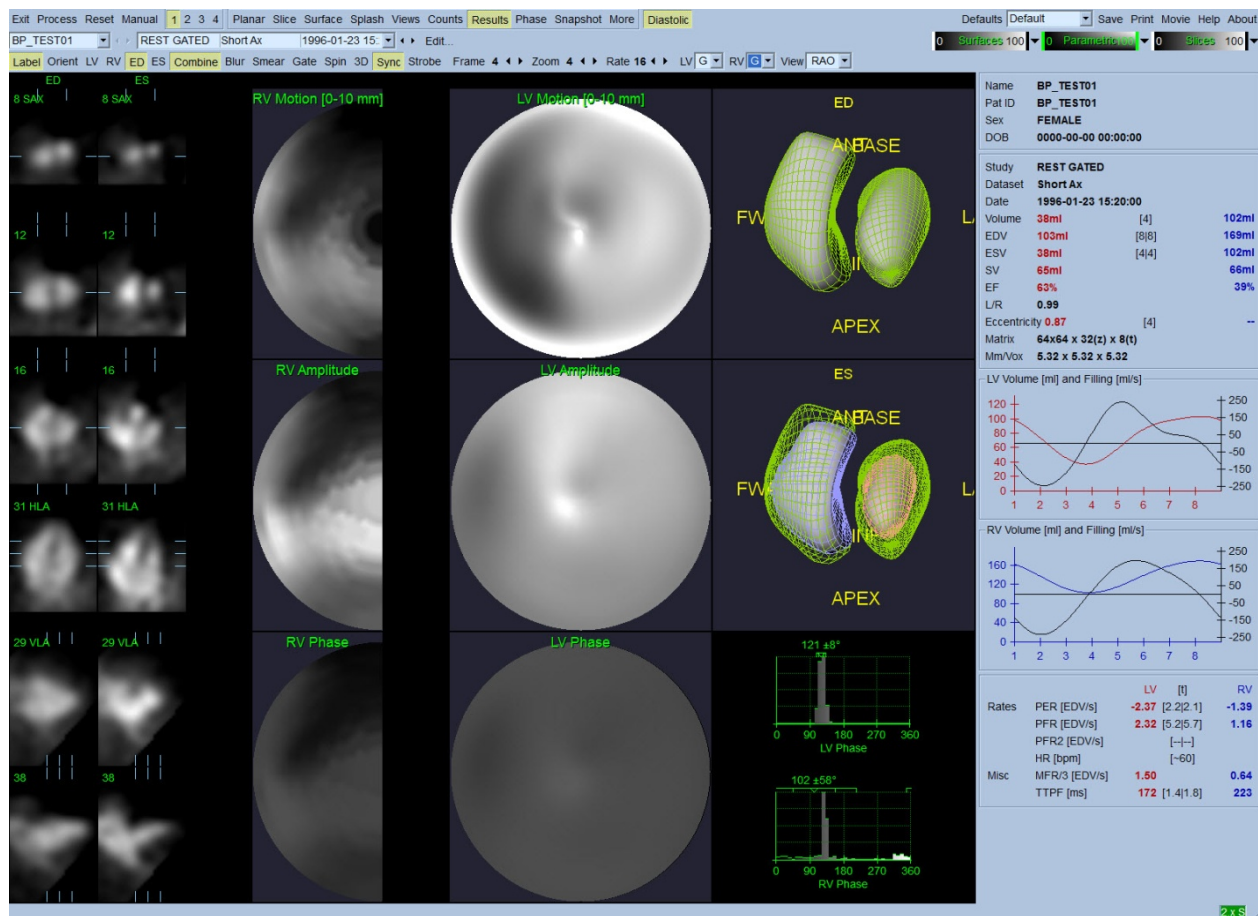 Exit Process Reset Manual 1 2 3 4 Planar Slice Surface Splash Views Counts Results Phase Snapshot More Diastolic Defaults Default Save Print Movie Help About
BP_TEST01 REST GATED Short Ax 1996-01-23 15: Edit... 0 Surfaces 100 0 Parametric 100 0 Slices 100
Label Orient LV RV ED ES Combine Blur Smear Gate Spin 3D Sync Strobe Frame 4 Zoom 4 Rate 16 LV G RV G View RAO
ED ES
8 SAX 8 SAX
12 12
16 16
31 HLA 31 HLA
29 VLA 29 VLA
38 38
RV Motion [0-10 mm] LV Motion [0-10 mm]
ED
ANT BASE
FW
INF
APEX
RV Amplitude LV Amplitude
ES
ANT BASE
FW
INF
APEX
RV Phase LV Phase
121 ±8°
0 90 180 270 360
LV Phase
102 ±58°
0 90 180 270 360
RV Phase
Name BP_TEST01
Pat ID BP_TEST01
Sex FEMALE
DOB 0000-00-00 00:00:00
Study REST GATED
Dataset Short Ax
Date 1996-01-23 15:20:00
Volume 38ml [4] 102ml
EDV 103ml [8|8] 169ml
ESV 38ml [4|4] 102ml
SV 65ml 66ml
EF 63% 39%
L/R 0.99
Eccentricity 0.87 [4] --
Matrix 64x64 x 32(z) x 8(t)
Mm/Vox 5.32 x 5.32 x 5.32
LV Volume [ml] and Filling [ml/s]
120 100 80 60 40 20 0
250 150 50 -50 -150 -250
1 2 3 4 5 6 7 8
RV Volume [ml] and Filling [ml/s]
160 120 80 40 0
250 150 50 -50 -150 -250
1 2 3 4 5 6 7 8
LV [t] RV
Rates PER [EDV/s] -2.37 [2.2|2.1] -1.39
PFR [EDV/s] 2.32 [5.2|5.7] 1.16
PFR2 [EDV/s] [--|--]
HR [bpm] [~60]
Misc MFR/3 [EDV/s] 1.50 0.64
TTPF [ms] 172 [1.4|1.8] 223
2 x S